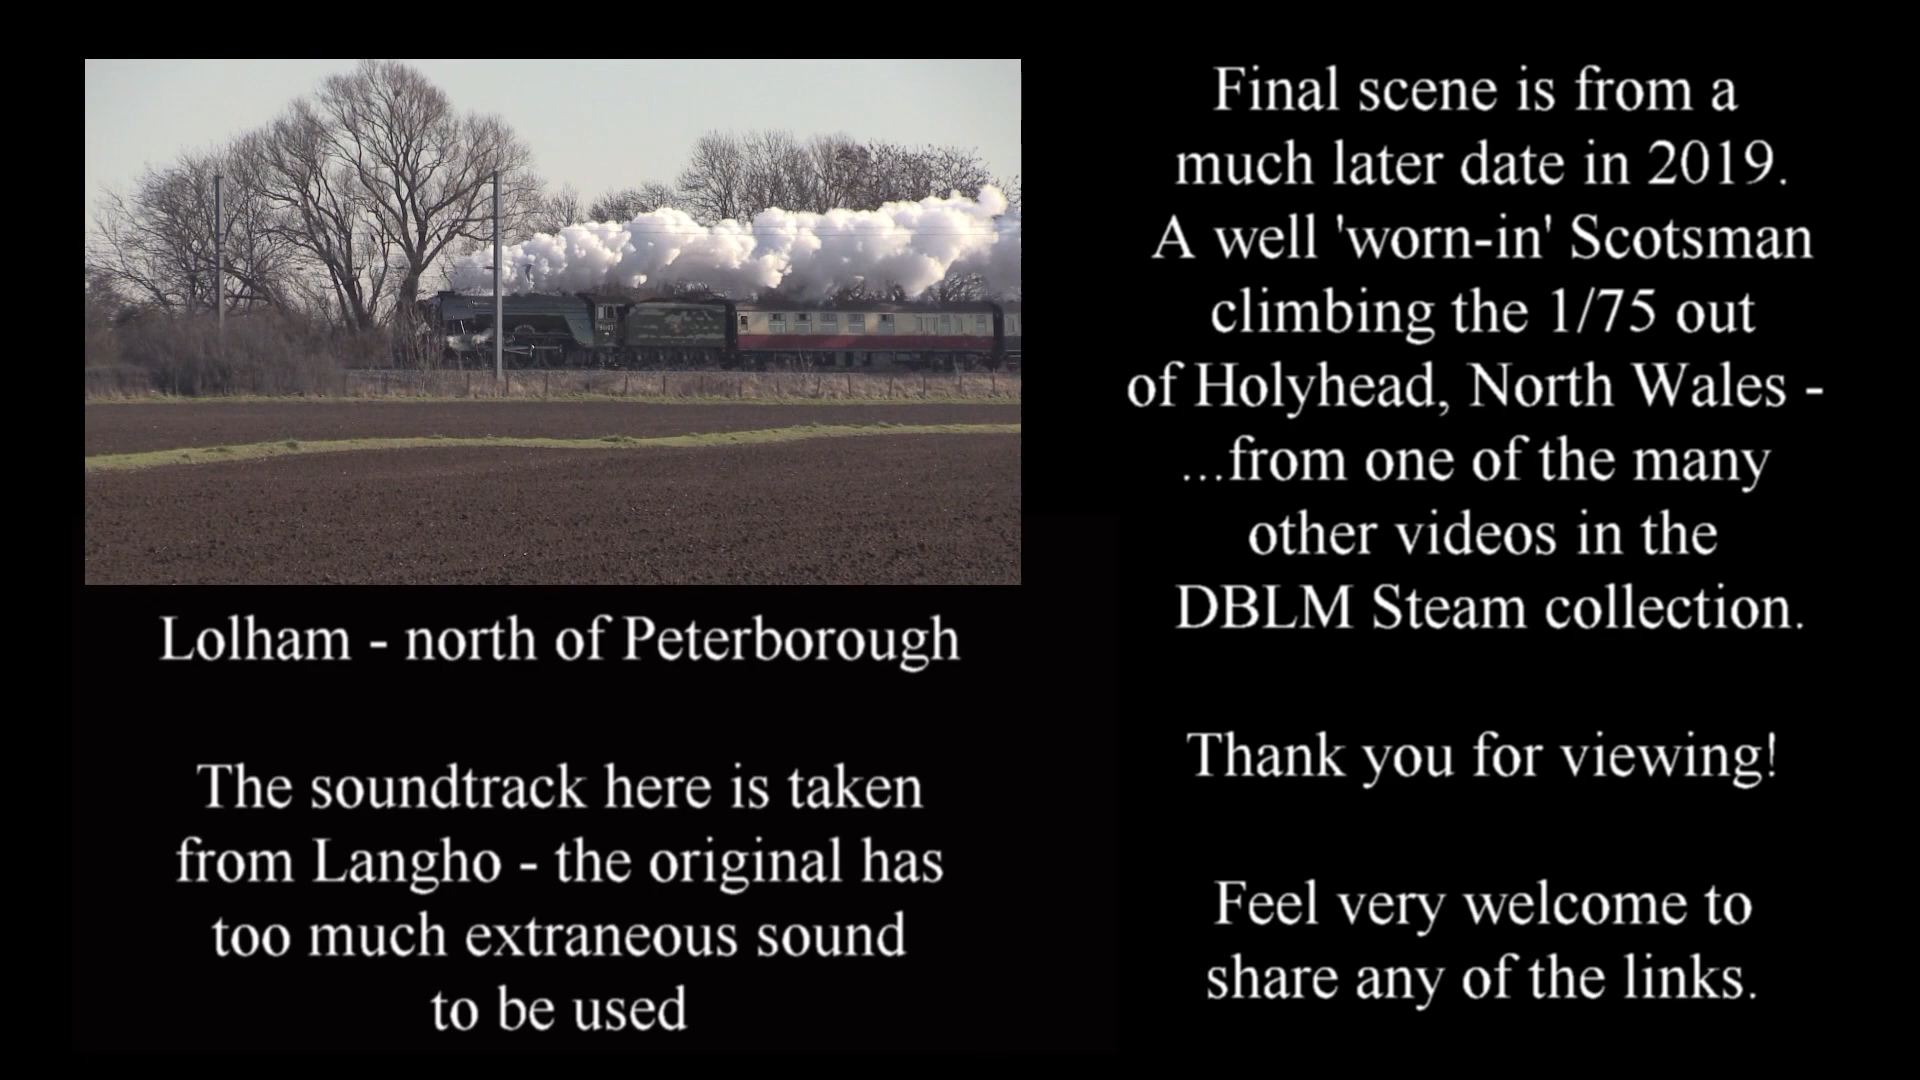 Lolham - north of Peterborough
The soundtrack here is taken
from Langho - the original has
too much extraneous sound
to be used
Final scene is from a
much later date in 2019.
A well 'worn-in' Scotsman
climbing the 1/75 out
of Holyhead, North Wales -
...from one of the many
other videos in the
DBLM Steam collection.
Thank you for viewing!
Feel very welcome to
share any of the links.